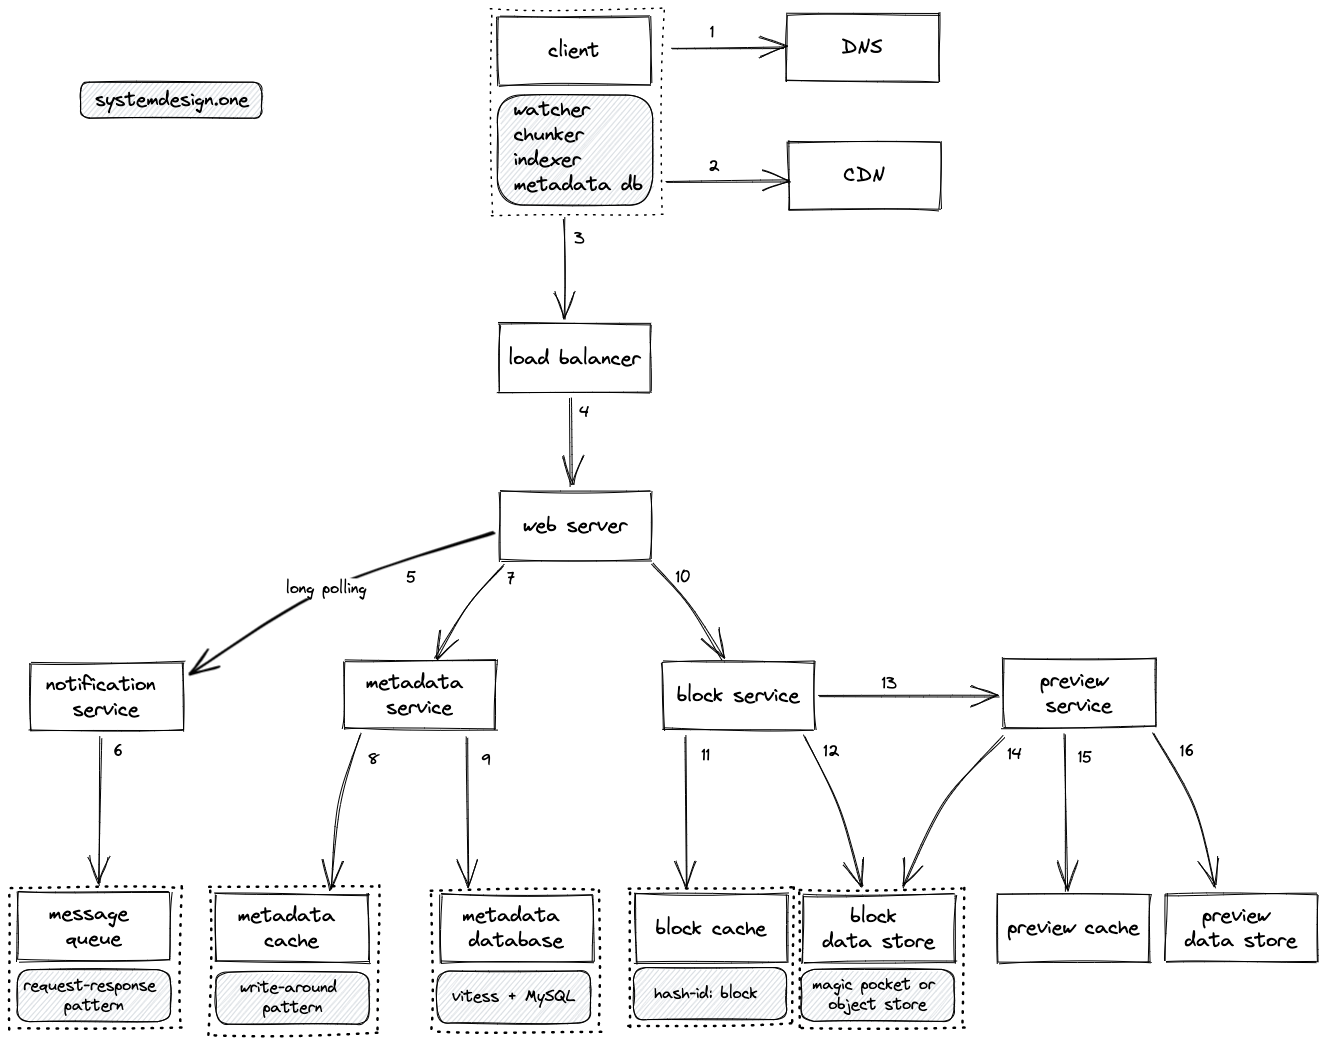 client
1
DNS
systemdesign.one
watcher
chunker
indexer
metadata db
2
CDN
3
load balancer
4
web server
long polling
5
7
10
notification
service
metadata
service
block service
13
preview
service
6
8
9
11
12
14
15
16
message
queue
request-response
pattern
metadata
cache
write-around
pattern
metadata
database
vitess + MySQL
block cache
hash-id: block
block
data store
magic pocket or
object store
preview cache
preview
data store